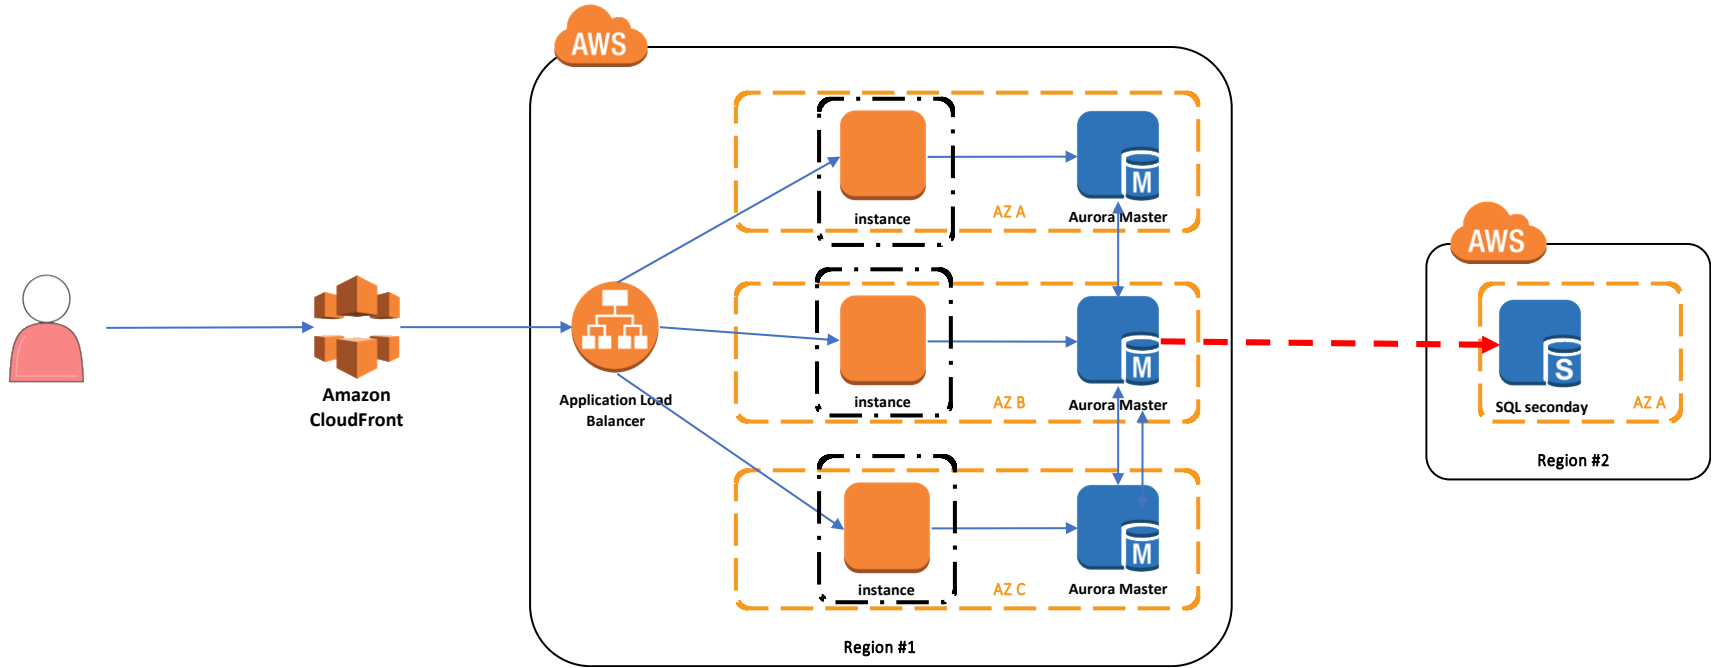 AWS
instance
AZ A
Aurora Master
M
Amazon
CloudFront
Application Load
Balancer
instance
AZ B
Aurora Master
M
instance
AZ C
Aurora Master
M
Region #1
AWS
S
SQL seconday
AZ A
Region #2